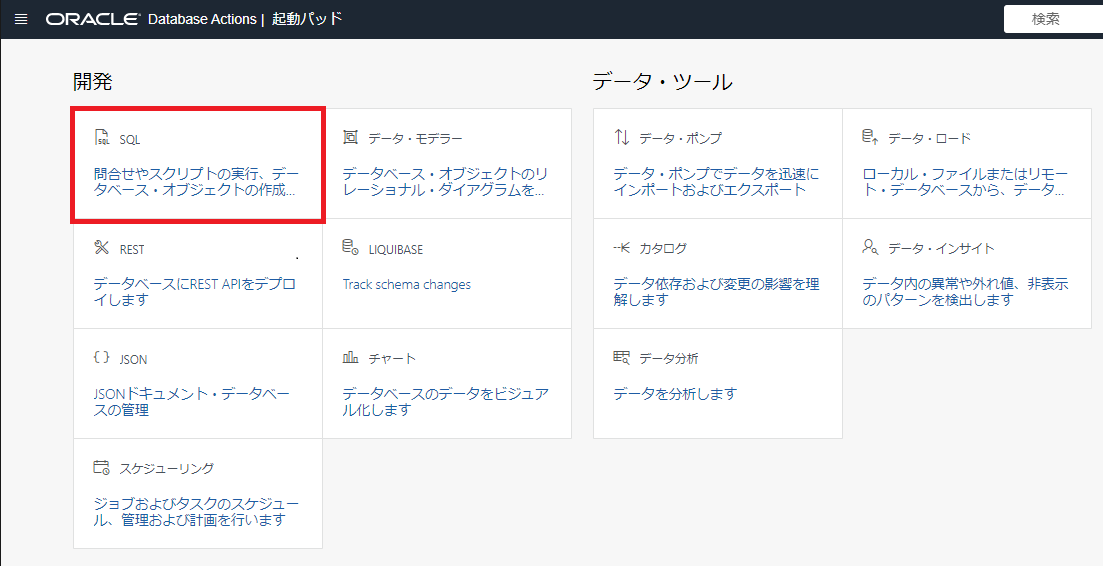 ORACLE Database Actions | 起動パッド
検索
開発
SQL
問合せやスクリプトの実行、デー
タベース・オブジェクトの作成...
データ・モデラー
データベース・オブジェクトのリ
レーショナル・ダイアグラムを...
REST
データベースにREST APIをデプロ
イします
LIQUIBASE
Track schema changes
JSON
JSONドキュメント・データベー
スの管理
チャート
データベースのデータをビジュア
ル化します
スケジューリング
ジョブおよびタスクのスケジュー
ル、管理および計画を行います
データ・ツール
データ・ポンプ
データ・ポンプでデータを迅速に
インポートおよびエクスポート
データ・ロード
ローカル・ファイルまたはリモー
ト・データベースから、データ...
カタログ
データ依存および変更の影響を理
解します
データ・インサイト
データ内の異常や外れ値、非表示
のパターンを検出します
データ分析
データを分析します